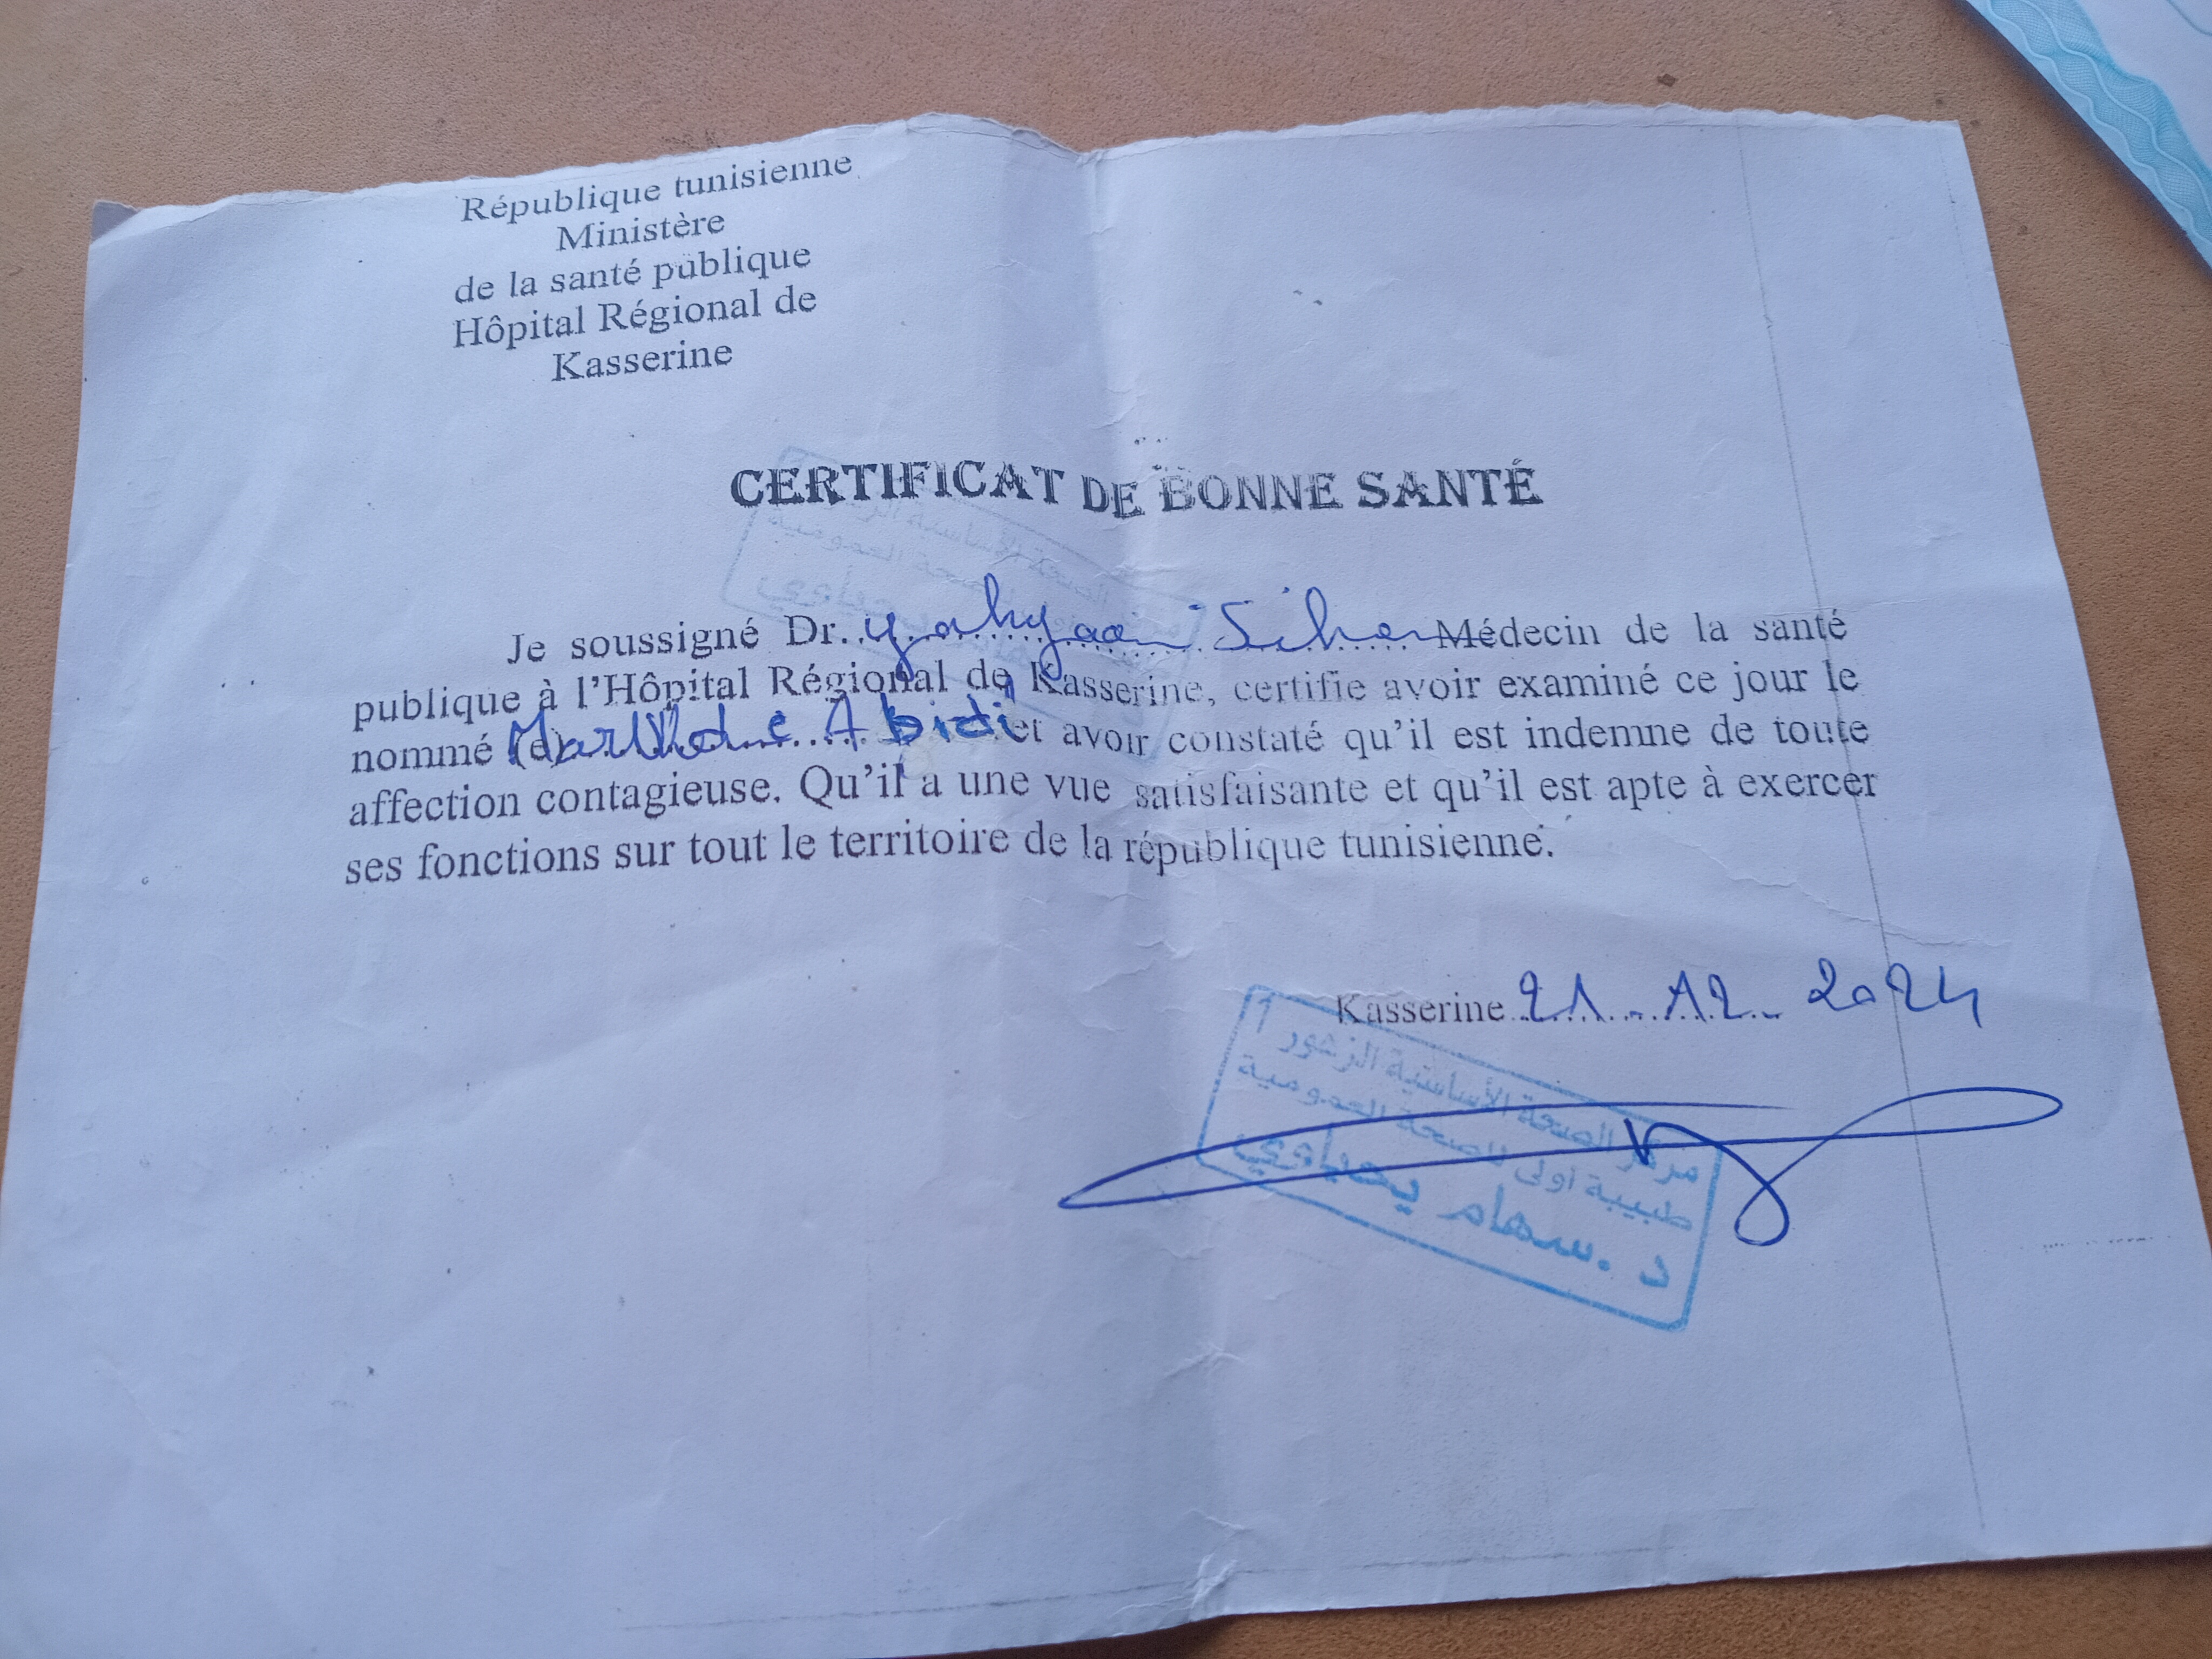 République tunisienne
Ministère
de la santé publique
Hôpital Régional de
Kasserine
CERTIFICAT DE BONNE SANTÉ
Je soussigné Dr. yahyaoui Sihem Médecin de la santé
publique à l'Hôpital Régional de Kasserine, certifie avoir examiné ce jour le
nommé (e) Abidi et avoir constaté qu'il est indemne de toute
affection contagieuse. Qu'il a une vue satisfaisante et qu'il est apte à exercer
ses fonctions sur tout le territoire de la république tunisienne.
Kasserine 21.12.2024
مركز الصحة الأساسية الزهور
طبيبة أولى للصحة العمومية
د. سهام يحياوي